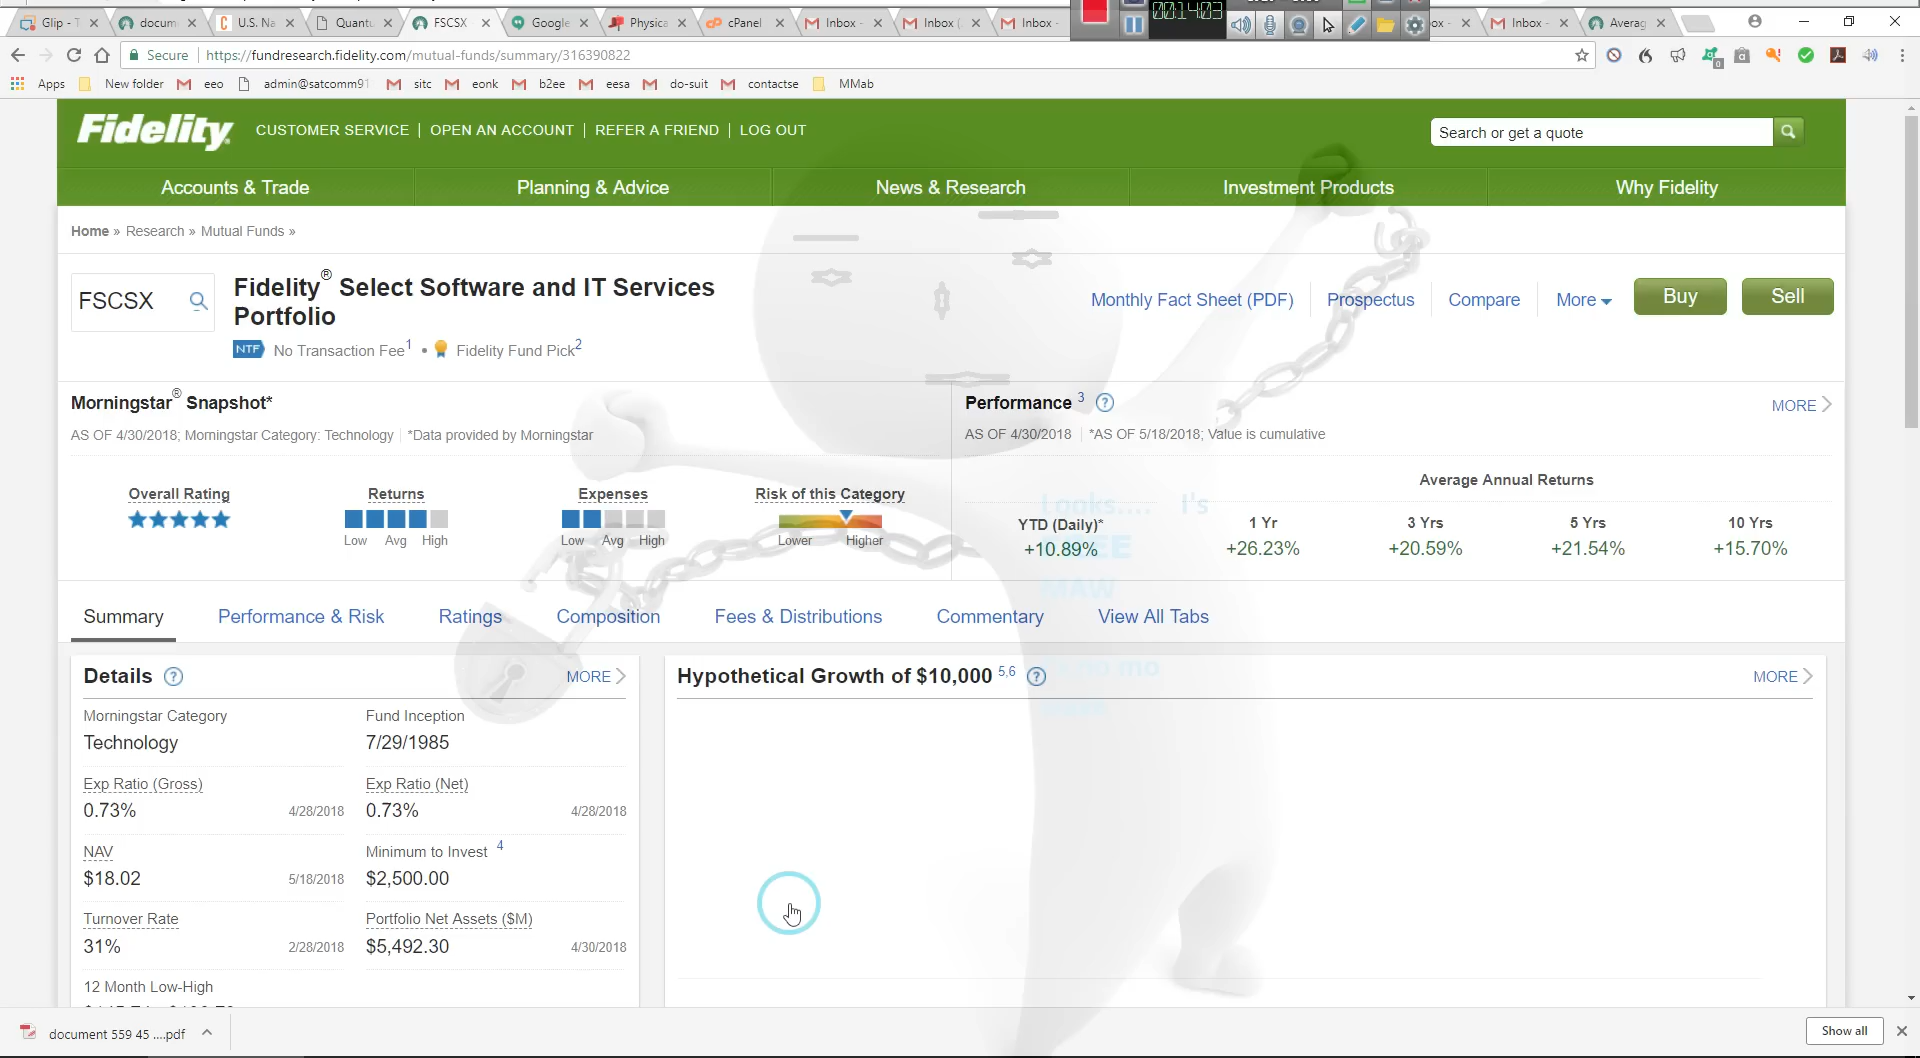 Glip - T
docum
U.S. Na
Quantu
FSCSX
Google
Physica
cPanel
Inbox -
Inbox (
Inbox -
00:14:03
ox -
Inbox -
Averag
Secure
https://fundresearch.fidelity.com/mutual-funds/summary/316390822
Apps
New folder
eeo
admin@satcomm91
sitc
eonk
b2ee
eesa
do-suit
contactse
MMab
Fidelity
CUSTOMER SERVICE | OPEN AN ACCOUNT | REFER A FRIEND | LOG OUT
Search or get a quote
Accounts & Trade
Planning & Advice
News & Research
Investment Products
Why Fidelity
Home » Research » Mutual Funds »
FSCSX
Fidelity® Select Software and IT Services
Portfolio
NTF No Transaction Fee1 • Fidelity Fund Pick2
Monthly Fact Sheet (PDF)
Prospectus
Compare
More
Buy
Sell
Morningstar® Snapshot*
AS OF 4/30/2018; Morningstar Category: Technology | *Data provided by Morningstar
Overall Rating
Returns
Low Avg High
Expenses
Low Avg High
Risk of this Category
Lower Higher
Performance 3 ?
MORE
AS OF 4/30/2018 | *AS OF 5/18/2018; Value is cumulative
Average Annual Returns
YTD (Daily)* 1 Yr 3 Yrs 5 Yrs 10 Yrs
+10.89% +26.23% +20.59% +21.54% +15.70%
Looks.... I's
MAW
Summary
Performance & Risk
Ratings
Composition
Fees & Distributions
Commentary
View All Tabs
Details ?
MORE
Morningstar Category
Technology
Fund Inception
7/29/1985
Exp Ratio (Gross)
0.73% 4/28/2018
Exp Ratio (Net)
0.73% 4/28/2018
NAV
$18.02 5/18/2018
Minimum to Invest 4
$2,500.00
Turnover Rate
31% 2/28/2018
Portfolio Net Assets ($M)
$5,492.30 4/30/2018
12 Month Low-High
Hypothetical Growth of $10,000 5,6 ?
MORE
no mo
document 559 45 ....pdf
Show all